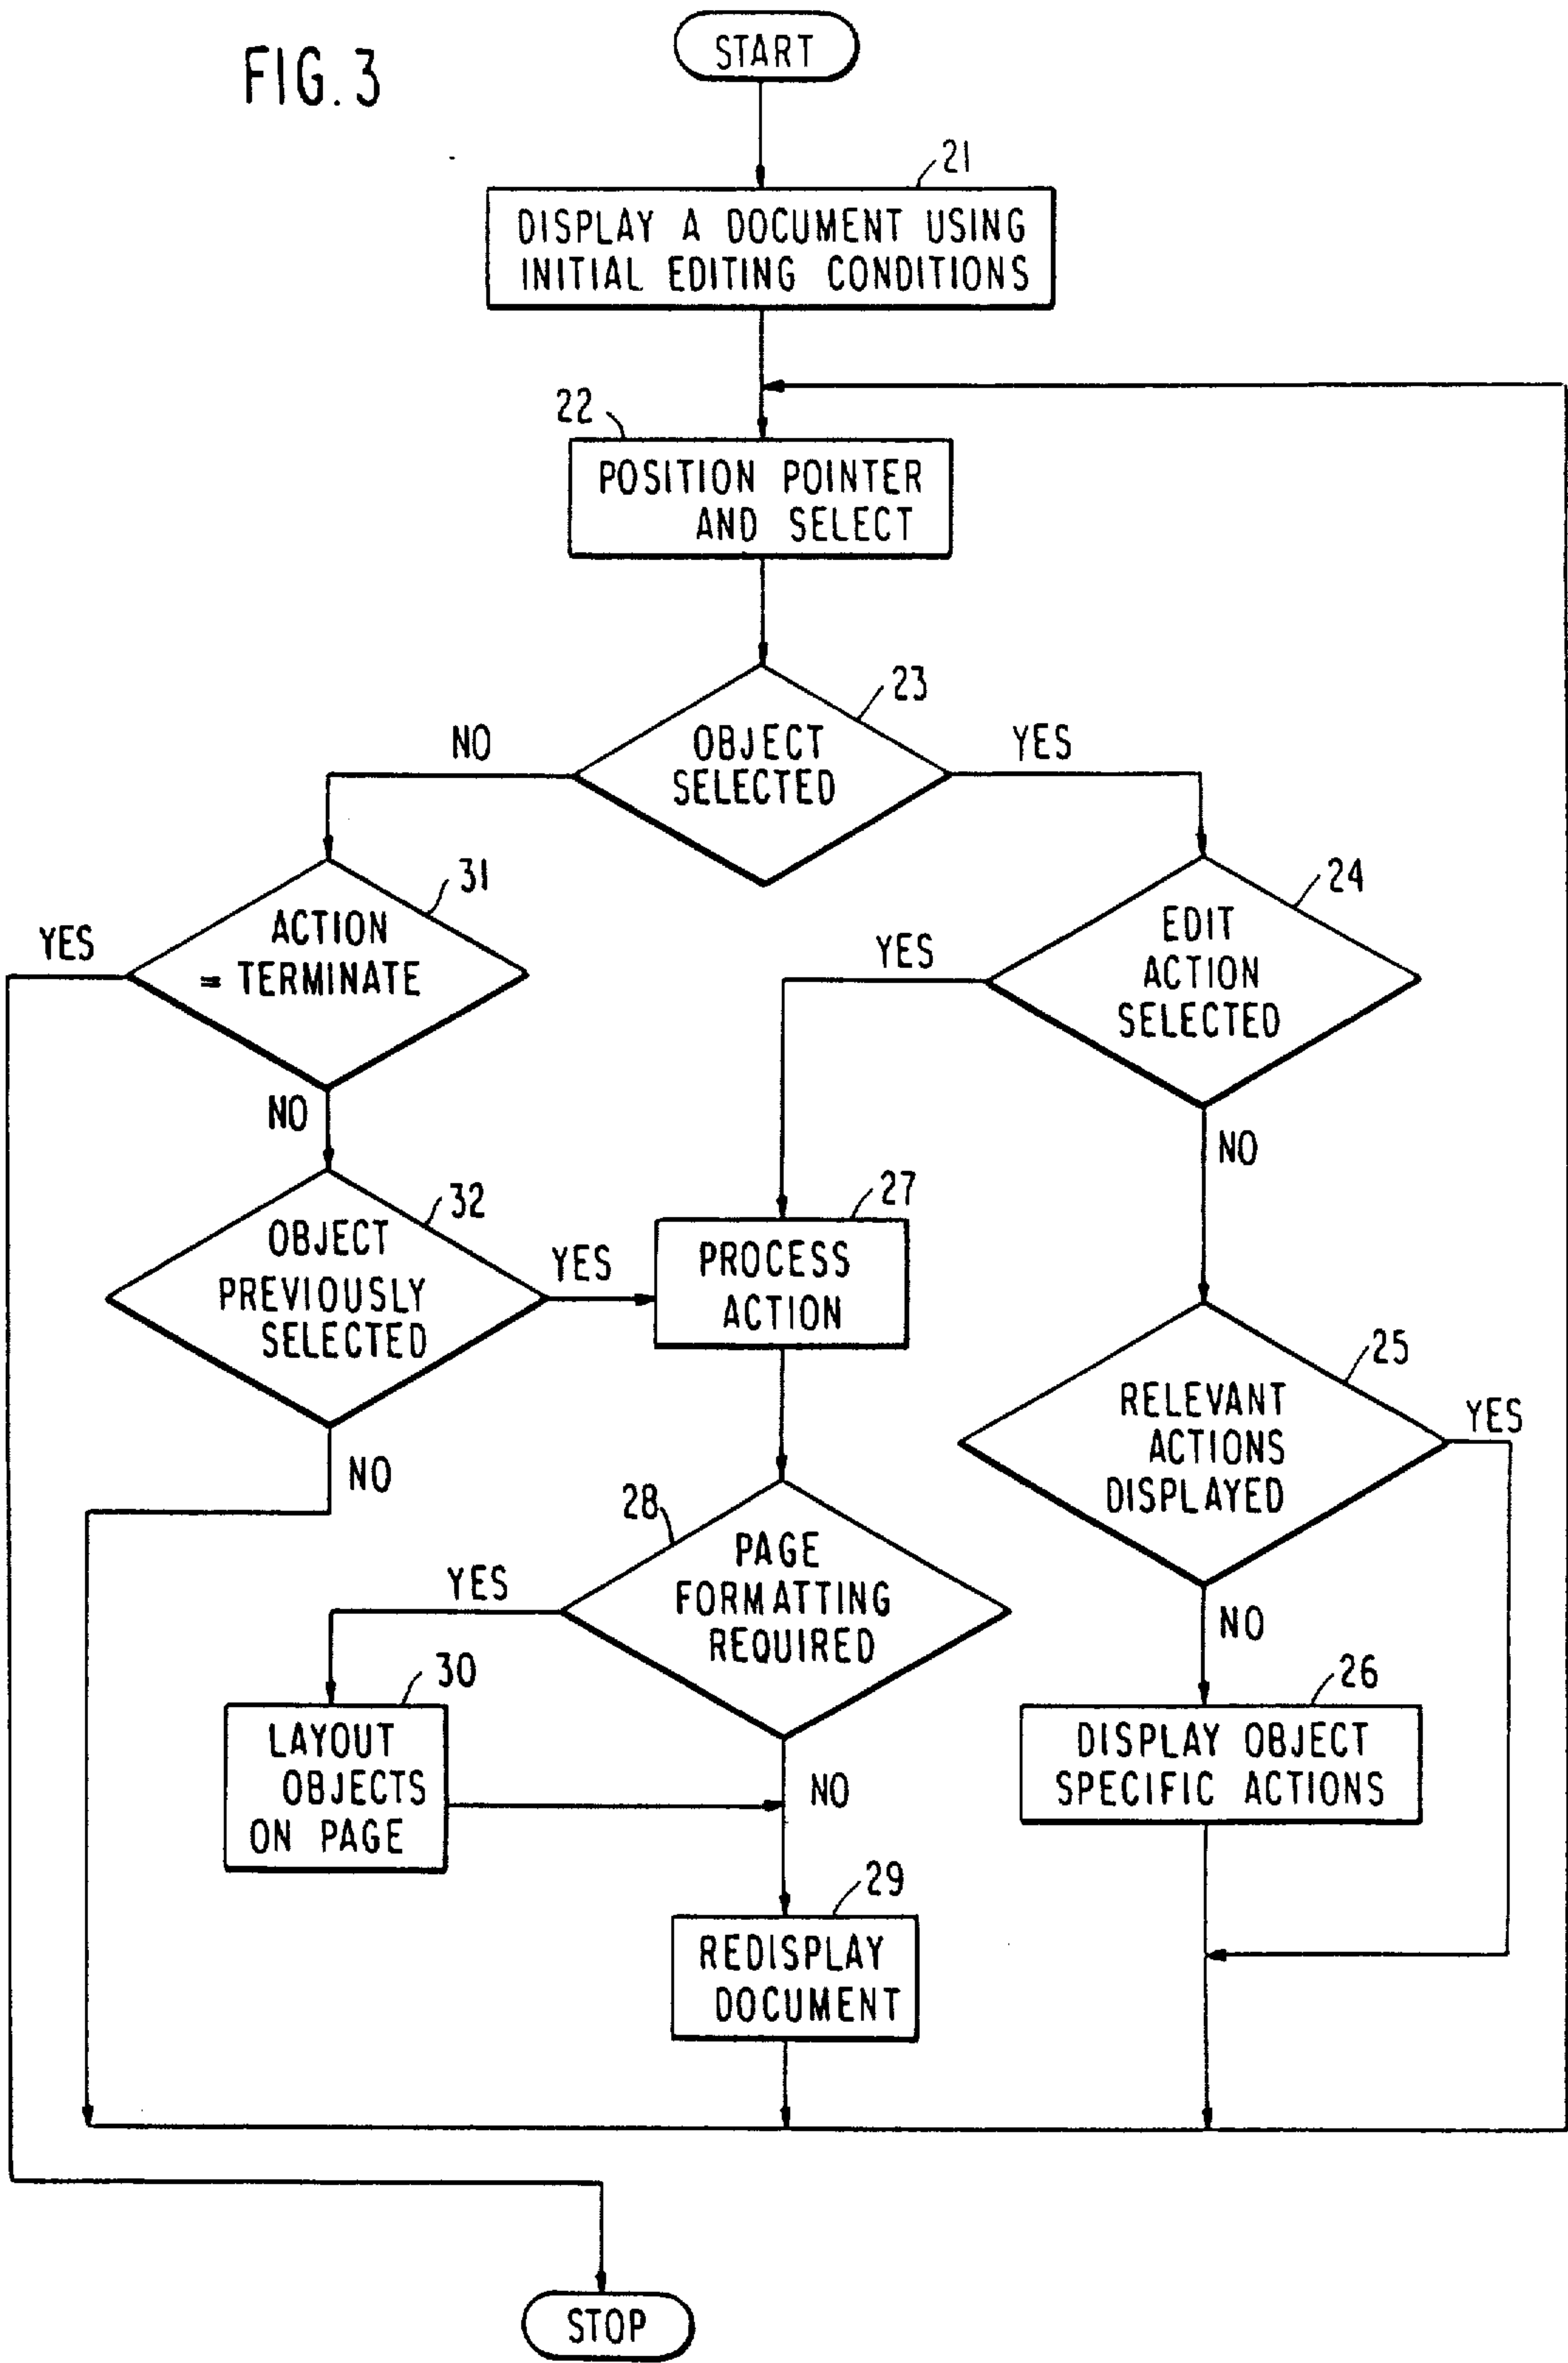 FIG. 3
START
21
DISPLAY A DOCUMENT USING
INITIAL EDITING CONDITIONS
22
POSITION POINTER
AND SELECT
23
NO
OBJECT
SELECTED
YES
31
YES
ACTION
= TERMINATE
24
YES
EDIT
ACTION
SELECTED
NO
NO
32
OBJECT
PREVIOUSLY
SELECTED
YES
27
PROCESS
ACTION
25
RELEVANT
ACTIONS
DISPLAYED
YES
NO
28
YES
PAGE
FORMATTING
REQUIRED
NO
30
LAYOUT
OBJECTS
ON PAGE
NO
26
DISPLAY OBJECT
SPECIFIC ACTIONS
29
REDISPLAY
DOCUMENT
STOP